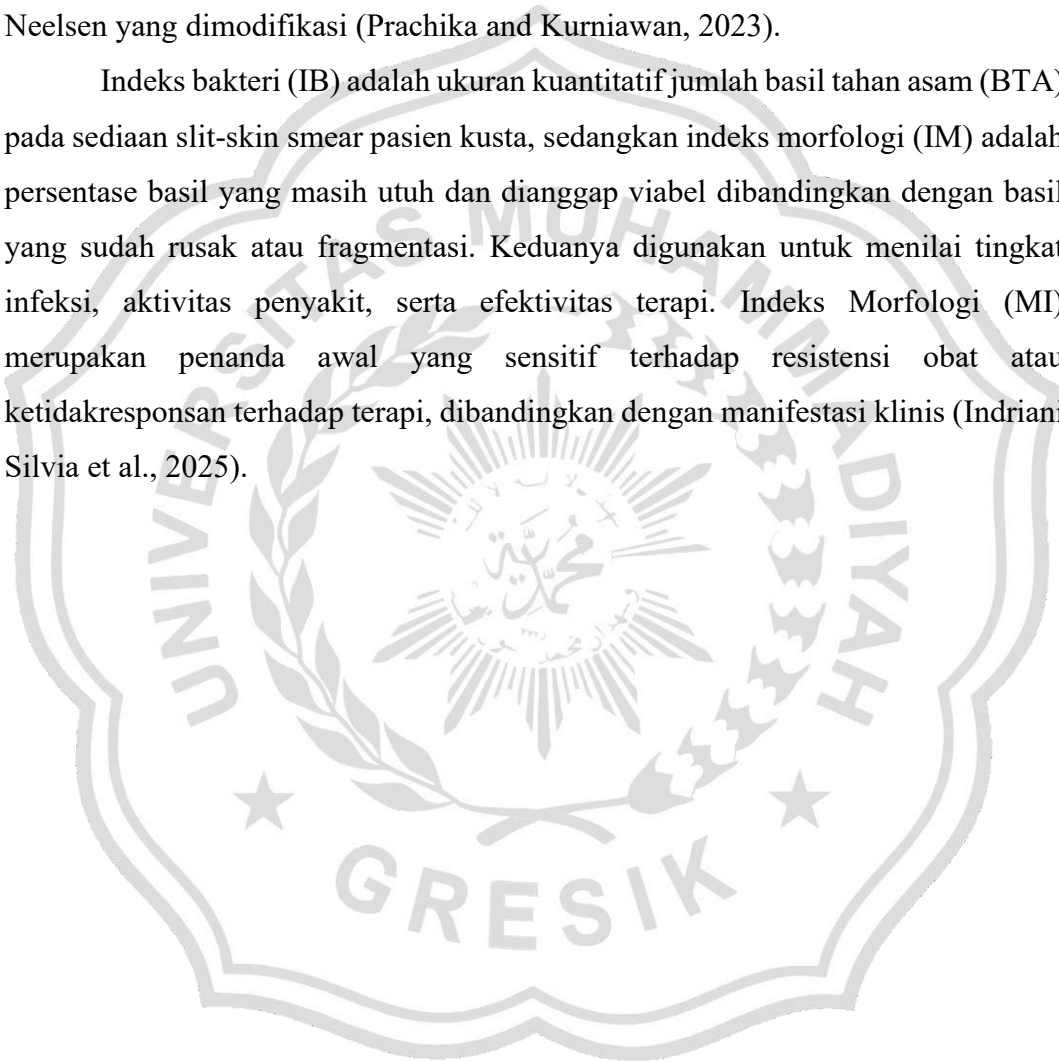 Neelsen yang dimodifikasi (Prachika and Kurniawan, 2023).
Indeks bakteri (IB) adalah ukuran kuantitatif jumlah basil tahan asam (BTA)
pada sediaan slit-skin smear pasien kusta, sedangkan indeks morfologi (IM) adalah
persentase basil yang masih utuh dan dianggap viabel dibandingkan dengan basil
yang sudah rusak atau fragmentasi. Keduanya digunakan untuk menilai tingkat
infeksi, aktivitas penyakit, serta efektivitas terapi. Indeks Morfologi (MI)
merupakan penanda awal yang sensitif terhadap resistensi obat atau
ketidakresponsan terhadap terapi, dibandingkan dengan manifestasi klinis (Indriani
Silvia et al., 2025).
UNIVERSITAS MUHAMMADIYAH
GRESIK